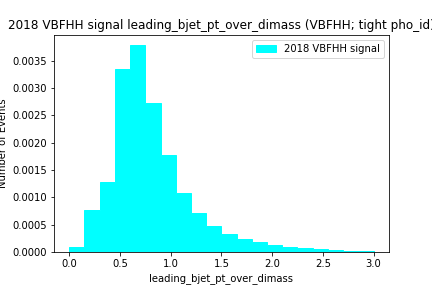 2018 VBFHH signal leading_bjet_pt_over_dimass (VBFHH; tight pho_id)
2018 VBFHH signal
0.0035
0.0030
0.0025
0.0020
0.0015
0.0010
0.0005
0.0000
Number of Events
0.0 0.5 1.0 1.5 2.0 2.5 3.0
leading_bjet_pt_over_dimass